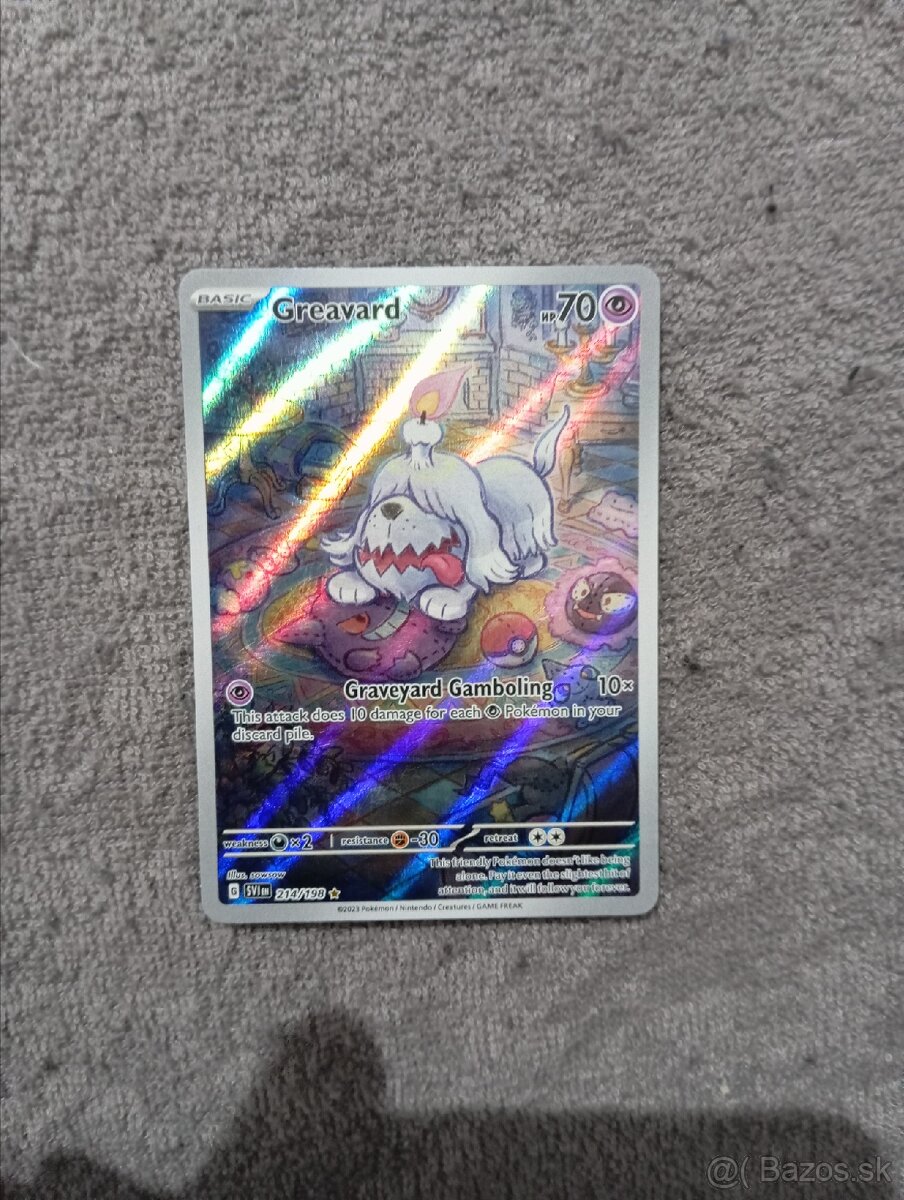 BASIC Greavard HP70
Graveyard Gamboling 10×
This attack does 10 damage for each Pokémon in your
discard pile.
weakness ×2 resistance -30 retreat
This friendly Pokémon doesn't like being
alone. Pay it even the slightest bit of
attention, and it will follow you forever.
Illus. sowsow
G SVI EN 214/198
©2023 Pokémon / Nintendo / Creatures / GAME FREAK
@( Bazos.sk